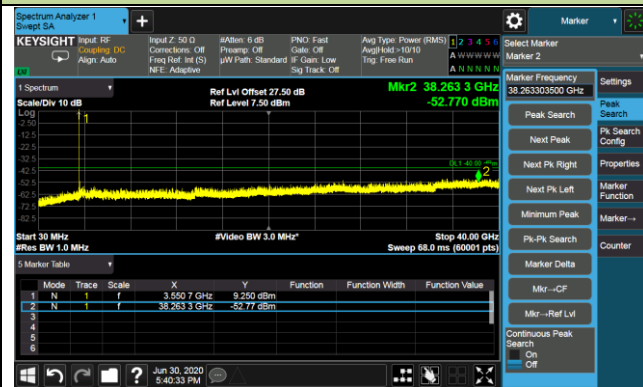 Spectrum Analyzer 1
Swept SA
Marker
KEYSIGHT
Input: RF
Coupling: DC
Align: Auto
Input Z: 50 Ω
Corrections: Off
Freq Ref: Int (S)
NFE: Adaptive
#Atten: 6 dB
Preamp: Off
µW Path: Standard
PNO: Fast
Gate: Off
IF Gain: Low
Sig Track: Off
Avg Type: Power (RMS)
Avg|Hold:>10/10
Trig: Free Run
1 2 3 4 5 6
A W W W W W
A N N N N N
Select Marker
Marker 2
1 Spectrum
Scale/Div 10 dB
Log
Ref Lvl Offset 27.50 dB
Ref Level 7.50 dBm
Mkr2 38.263 3 GHz
-52.770 dBm
-2.50
-12.5
-22.5
-32.5
-42.5
-52.5
-62.5
-72.5
-82.5
1
DL1 -40.00 dBm
2
Start 30 MHz
#Res BW 1.0 MHz
#Video BW 3.0 MHz*
Stop 40.00 GHz
Sweep 68.0 ms (60001 pts)
5 Marker Table
Mode Trace Scale X Y Function Function Width Function Value
1 N 1 f 3.550 7 GHz 9.250 dBm
2 N 1 f 38.263 3 GHz -52.77 dBm
3
4
5
6
Marker Frequency
38.263303500 GHz
Peak Search
Next Peak
Next Pk Right
Next Pk Left
Minimum Peak
Pk-Pk Search
Marker Delta
Mkr→CF
Mkr→Ref Lvl
Continuous Peak
Search
On
Off
Settings
Peak
Search
Pk Search
Config
Properties
Marker
Function
Marker→
Counter
?
Jun 30, 2020
5:40:33 PM